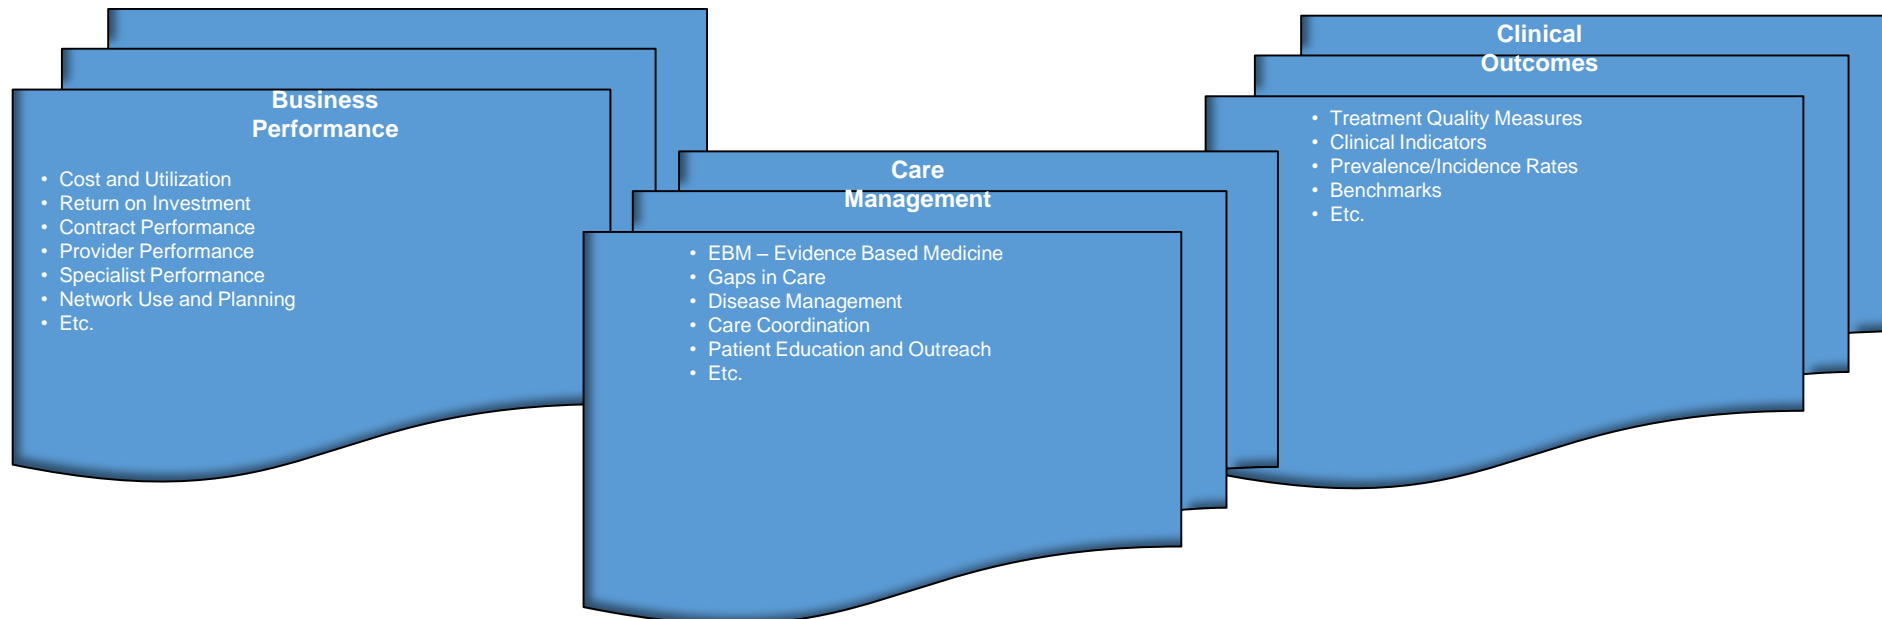 Business
Performance
• Cost and Utilization
• Return on Investment
• Contract Performance
• Provider Performance
• Specialist Performance
• Network Use and Planning
• Etc.
Care
Management
• EBM – Evidence Based Medicine
• Gaps in Care
• Disease Management
• Care Coordination
• Patient Education and Outreach
• Etc.
Clinical
Outcomes
• Treatment Quality Measures
• Clinical Indicators
• Prevalence/Incidence Rates
• Benchmarks
• Etc.